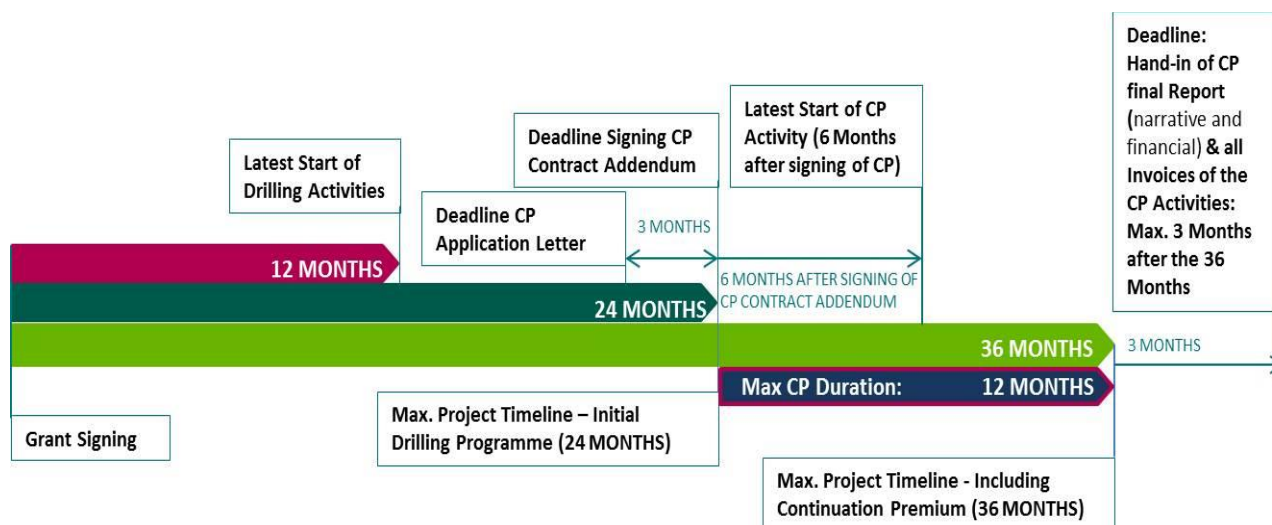 Deadline:
Hand-in of CP
final Report
(narrative and
financial) & all
Invoices of the
CP Activities:
Max. 3 Months
after the 36
Months
Latest Start of CP
Activity (6 Months
after signing of CP)
Deadline Signing CP
Contract Addendum
Latest Start of
Drilling Activities
Deadline CP
Application Letter
3 MONTHS
12 MONTHS
6 MONTHS AFTER SIGNING OF
CP CONTRACT ADDENDUM
24 MONTHS
36 MONTHS
3 MONTHS
Max CP Duration: 12 MONTHS
Max. Project Timeline – Initial
Drilling Programme (24 MONTHS)
Grant Signing
Max. Project Timeline - Including
Continuation Premium (36 MONTHS)